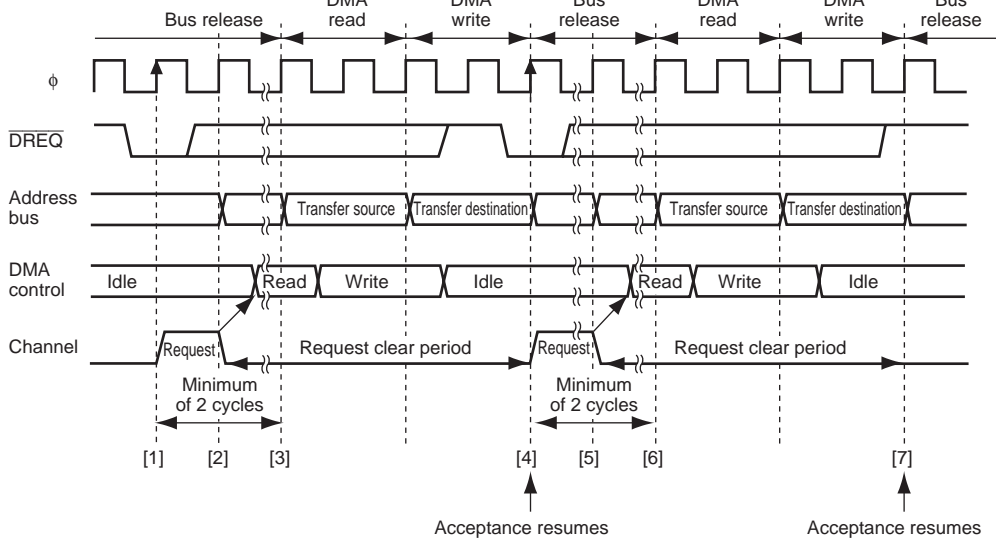 Bus release
DMA
read
DMA
write
Bus
release
DMA
read
DMA
write
Bus
release
ϕ
DREQ
Address
bus
Transfer source
Transfer destination
Transfer source
Transfer destination
DMA
control
Idle
Read
Write
Idle
Read
Write
Idle
Channel
Request
Request clear period
Request
Request clear period
Minimum
of 2 cycles
Minimum
of 2 cycles
[1]
[2]
[3]
[4]
[5]
[6]
[7]
Acceptance resumes
Acceptance resumes